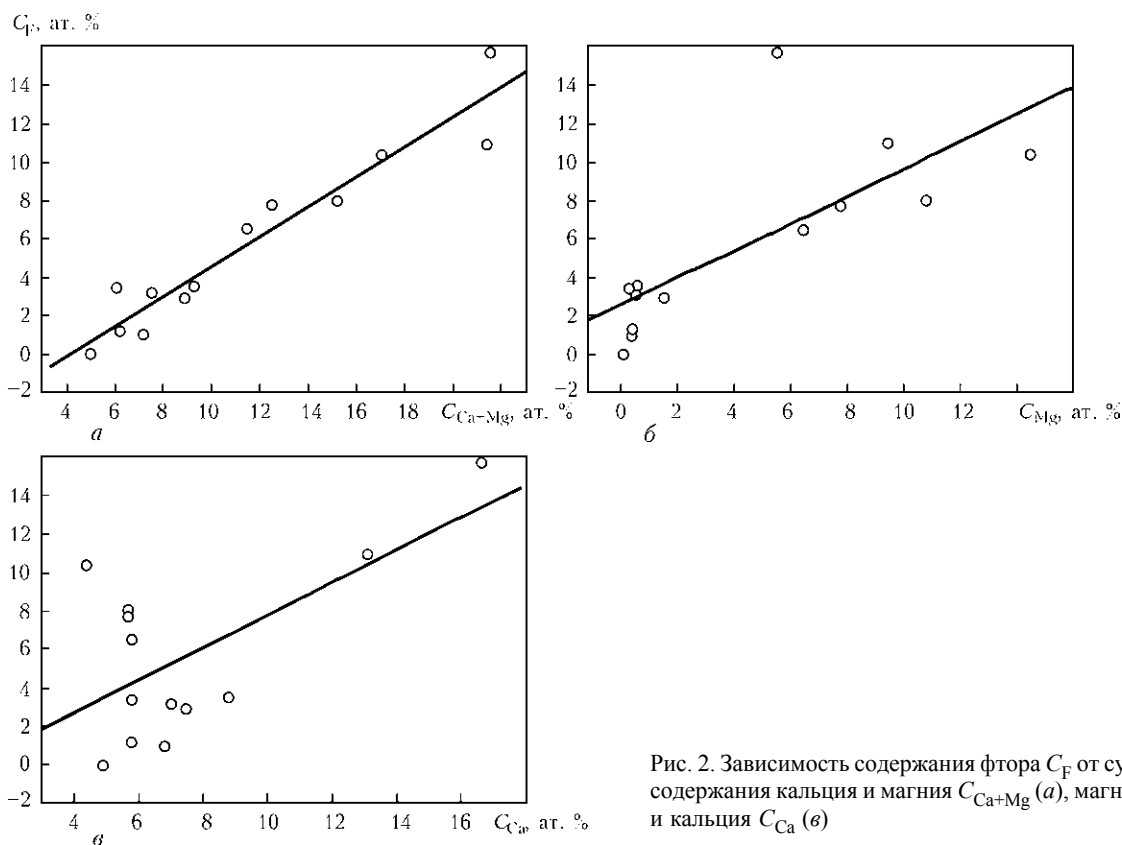 C_F, ат. %
14
12
10
8
6
4
2
0
−2
4 6 8 10 12 14 16 18 C_Ca+Mg, ат. %
а
14
12
10
8
6
4
2
0
−2
0 2 4 6 8 10 12 C_Mg, ат. %
б
14
12
10
8
6
4
2
0
−2
4 6 8 10 12 14 16 C_Ca, ат. %
в
Рис. 2. Зависимость содержания фтора C_F от су
содержания кальция и магния C_Ca+Mg (а), магн
и кальция C_Ca (в)